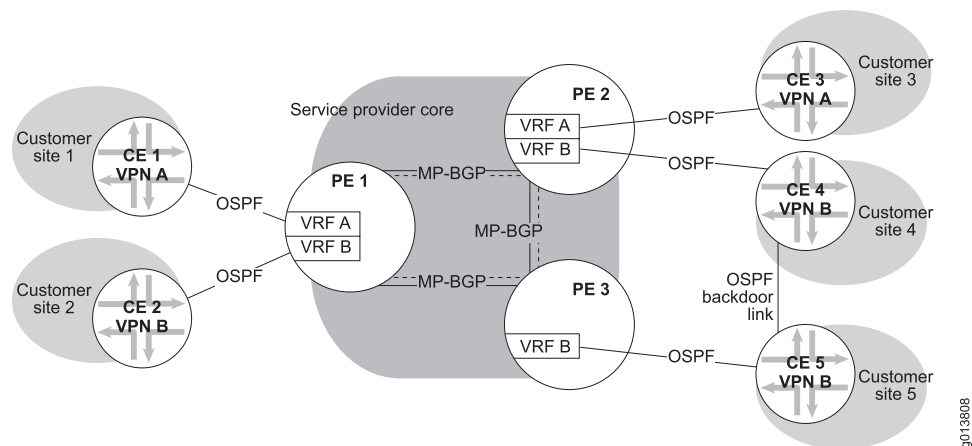 Service provider core
Customer
site 1
CE 1
VPN A
OSPF
Customer
site 2
CE 2
VPN B
OSPF
PE 1
VRF A
VRF B
MP-BGP
MP-BGP
MP-BGP
PE 2
VRF A
VRF B
PE 3
VRF B
OSPF
OSPF
OSPF
CE 3
VPN A
Customer
site 3
CE 4
VPN B
Customer
site 4
OSPF
backdoor
link
CE 5
VPN B
Customer
site 5
g013808